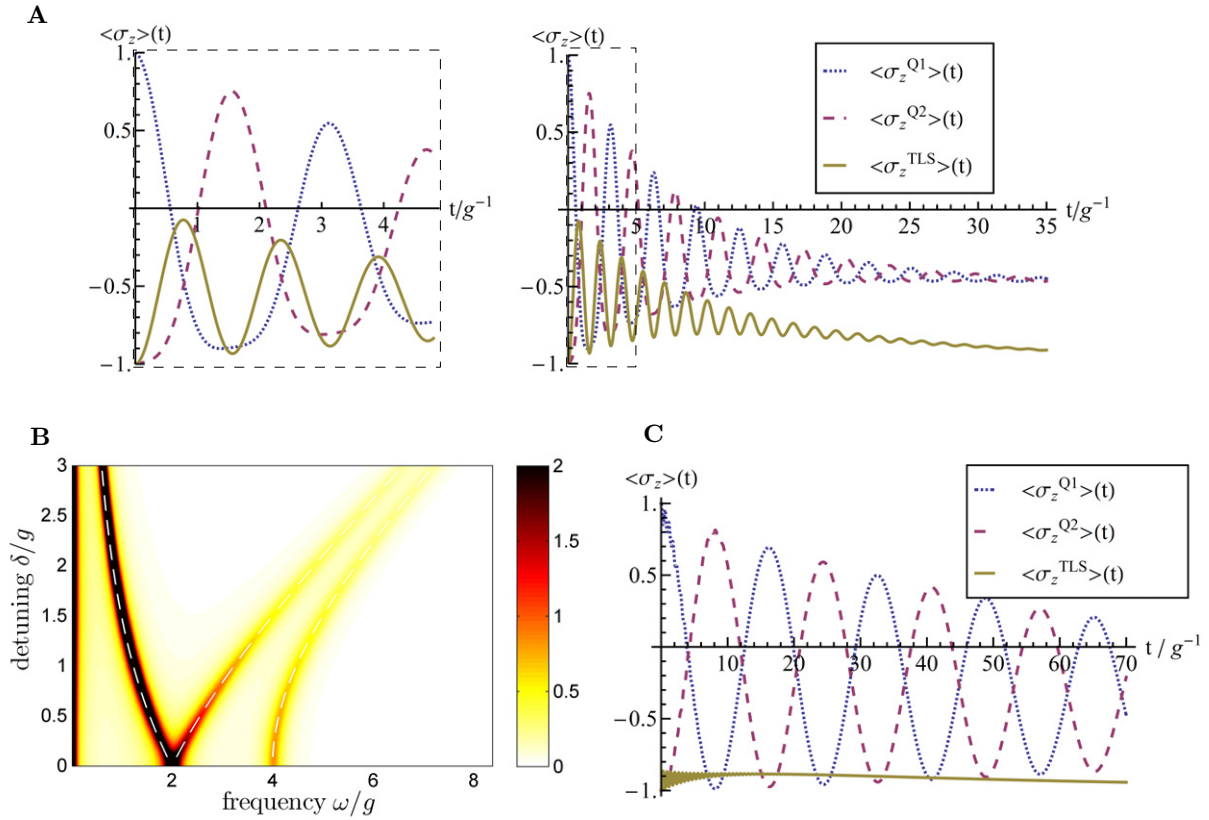 A
<σz>(t)
1.
0.5
−0.5
−1.
1
2
3
4
t/g⁻¹
<σz>(t)
1.
0.5
−0.5
−1.
5
10
15
20
25
30
35
t/g⁻¹
<σz^Q1>(t)
<σz^Q2>(t)
<σz^TLS>(t)
B
detuning δ/g
3
2.5
2
1.5
1
0.5
0
2
4
6
8
frequency ω/g
2
1.5
1
0.5
0
C
<σz>(t)
1.
0.5
−0.5
−1.
10
20
30
40
50
60
70
t / g⁻¹
<σz^Q1>(t)
<σz^Q2>(t)
<σz^TLS>(t)